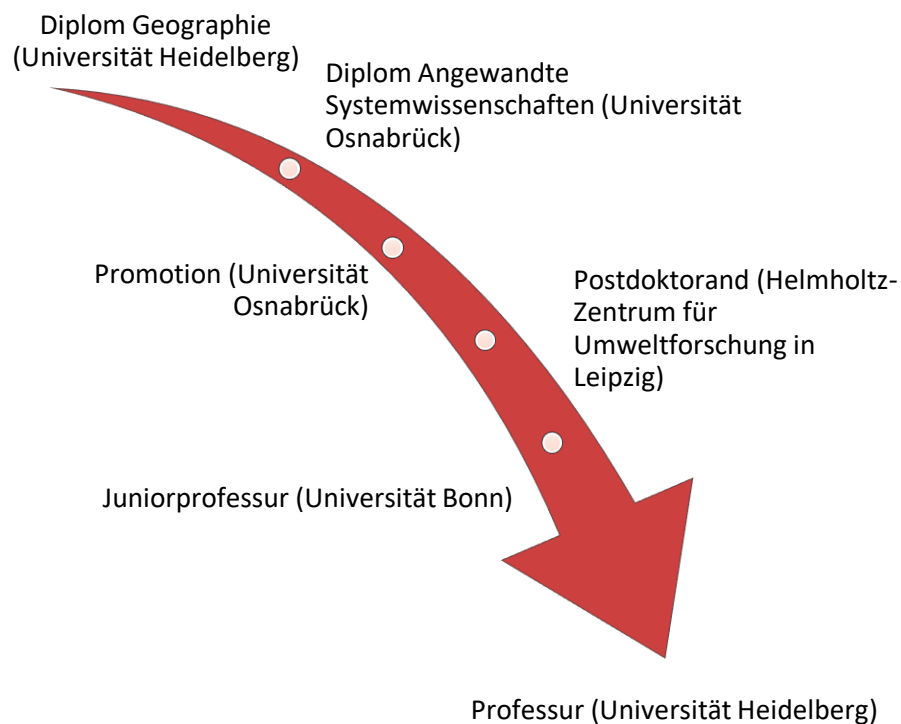 Diplom Geographie
(Universität Heidelberg)
Diplom Angewandte
Systemwissenschaften (Universität
Osnabrück)
Promotion (Universität
Osnabrück)
Postdoktorand (Helmholtz-
Zentrum für
Umweltforschung in
Leipzig)
Juniorprofessur (Universität Bonn)
Professur (Universität Heidelberg)